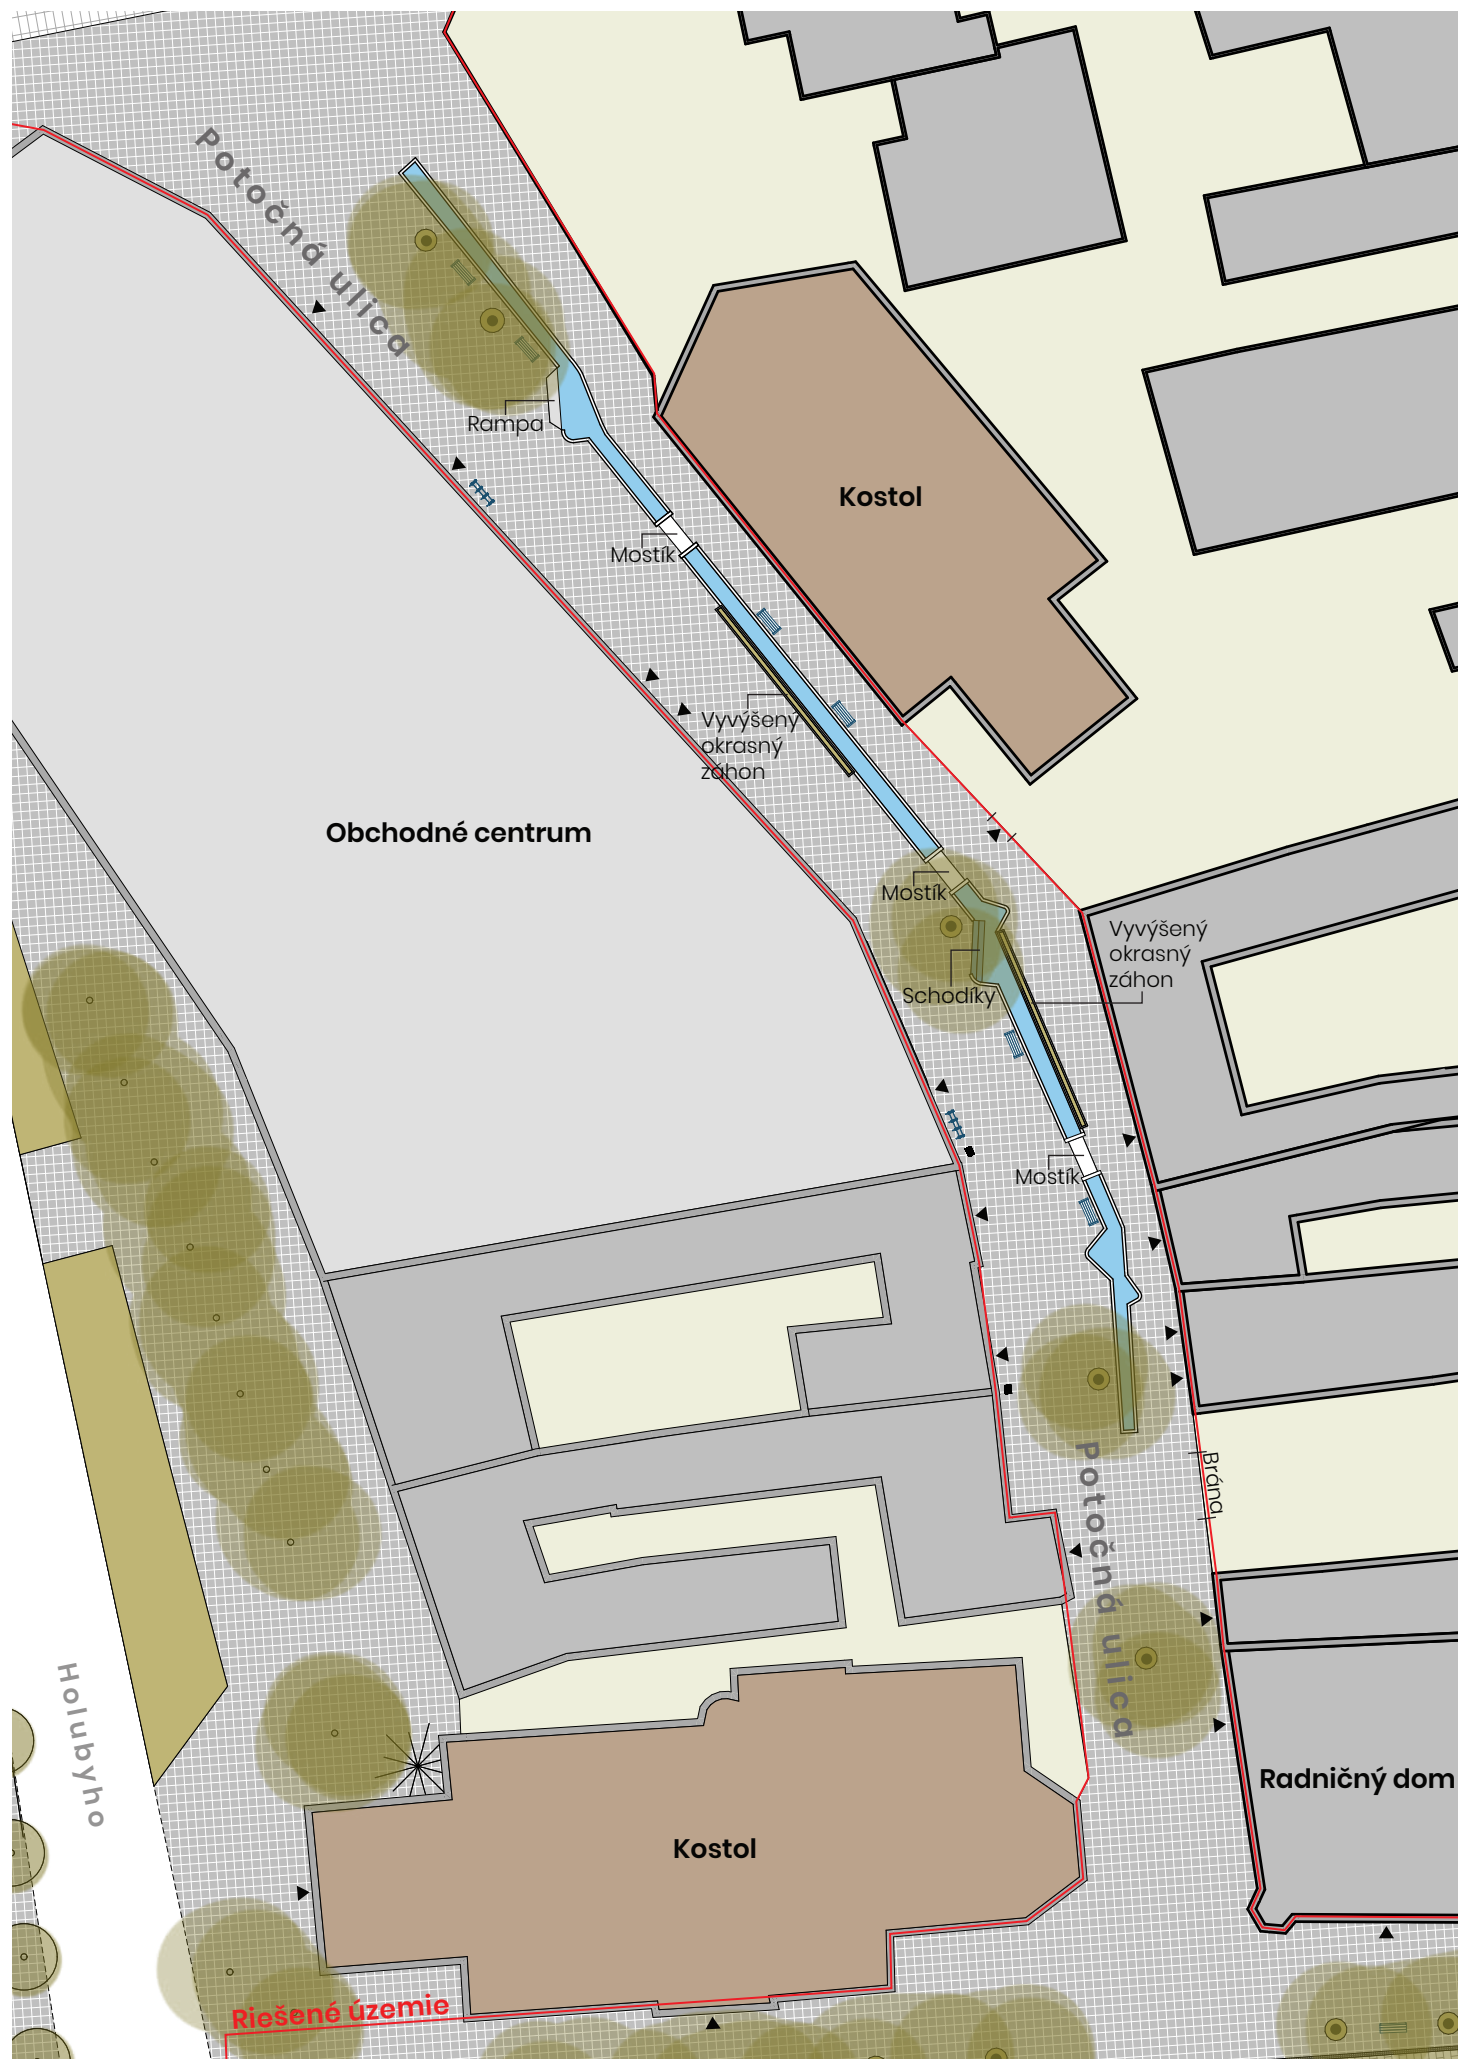 Potočná ulica
Rampa
Kostol
Mostík
Vyvýšený
okrasný
záhon
Obchodné centrum
Mostík
Vyvýšený
okrasný
záhon
Schodíky
Mostík
Potočná ulica
Brána
Holubyho
Radničný dom
Kostol
Riešené územie